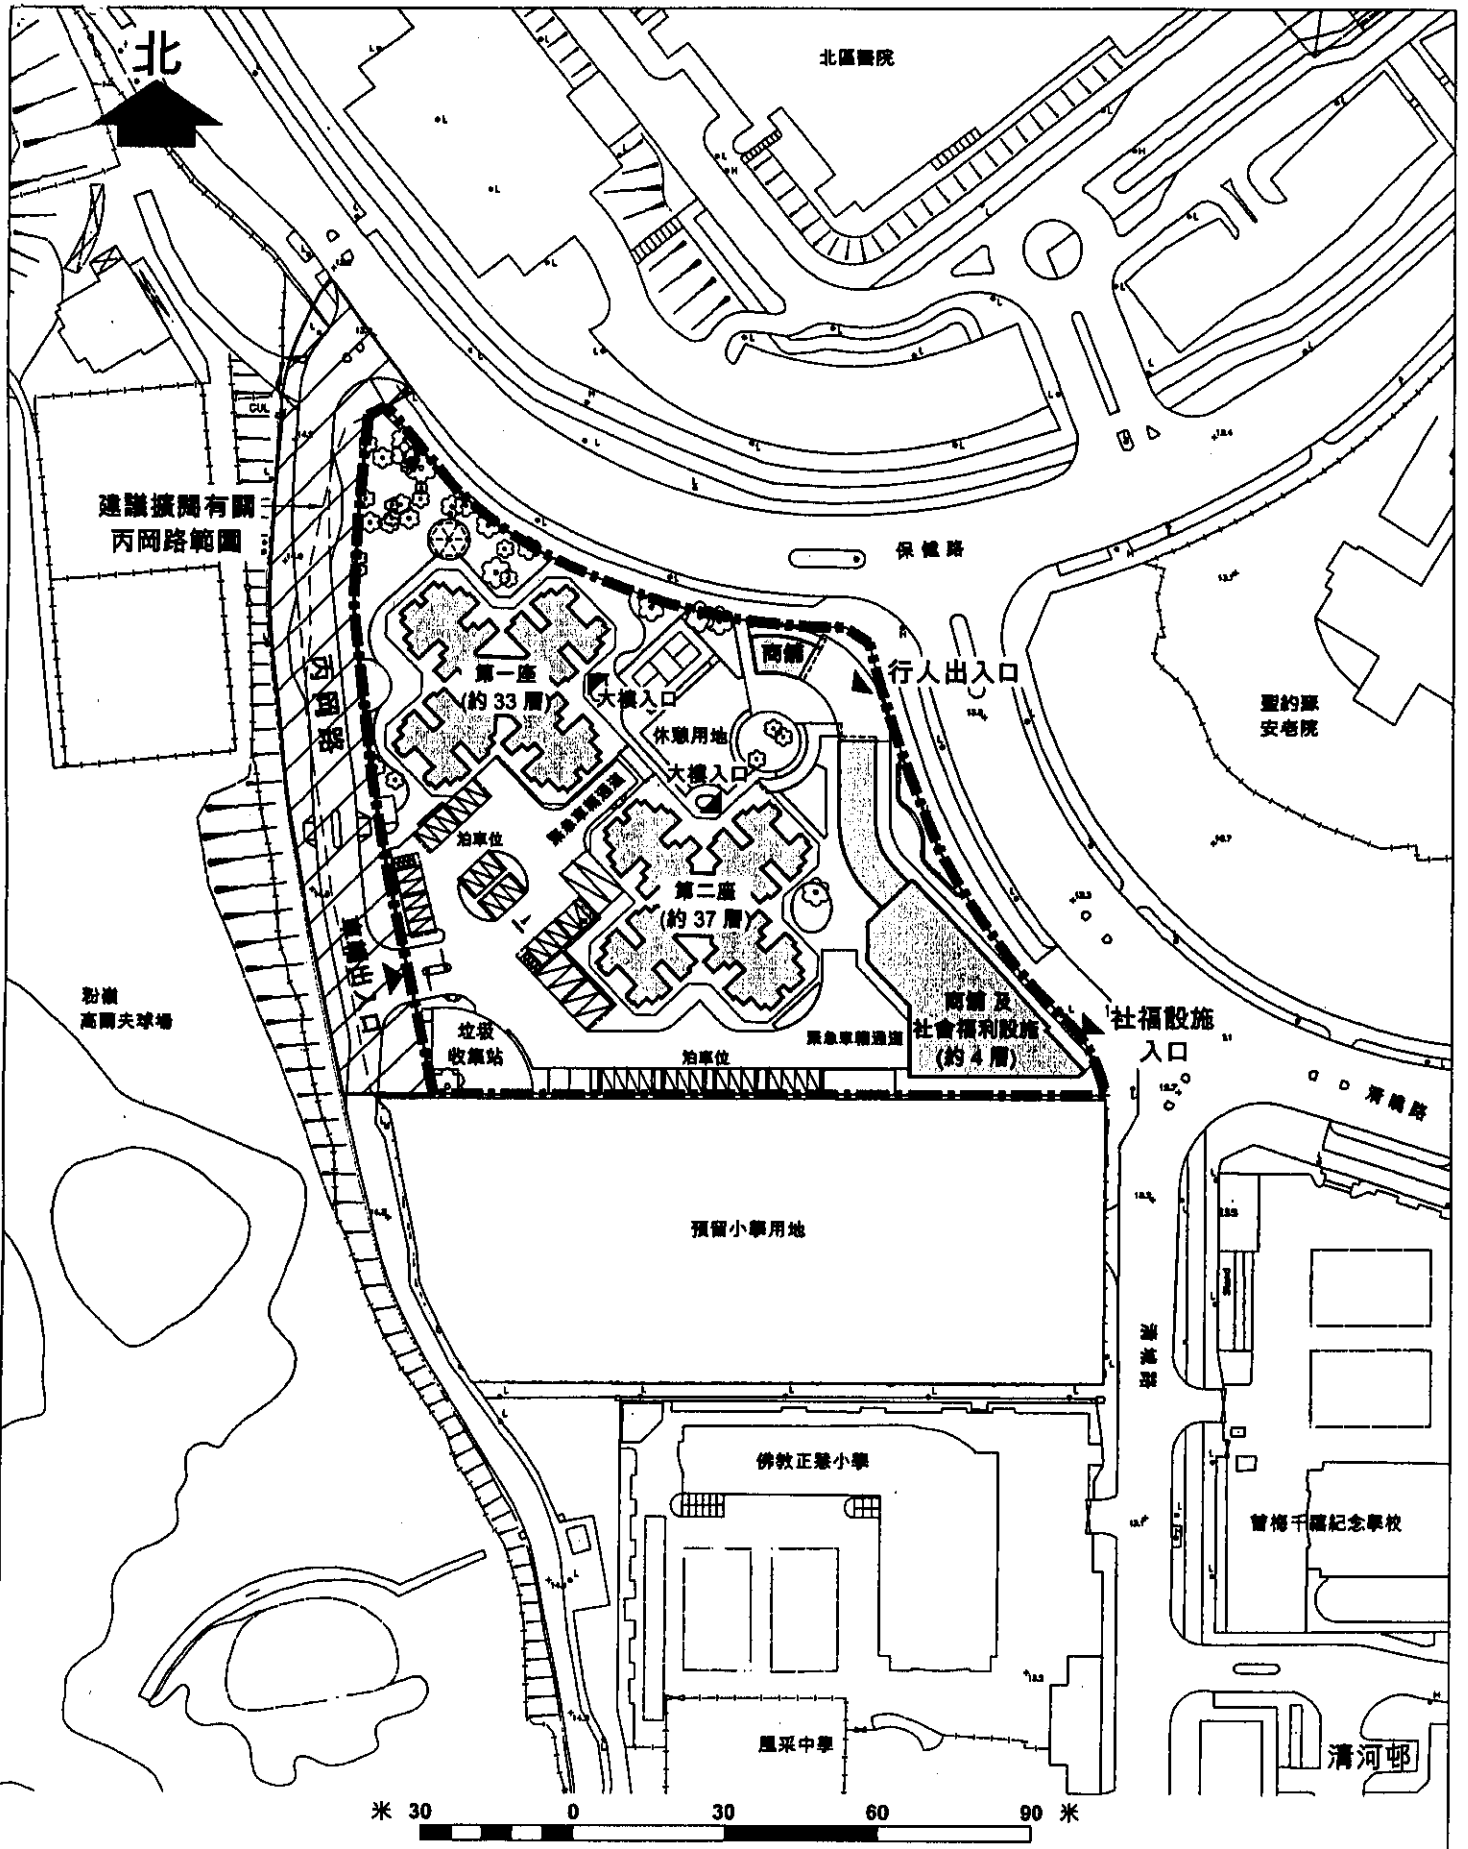 北
北區醫院
CUL
建議擴闊有關
丙岡路範圍
保健路
丙岡路
第一座
(約 33 層)
大樓入口
商舖
行人出入口
聖約瑟
安老院
休憩用地
大樓入口
緊急車輛通道
泊車位
第二座
(約 37 層)
車輛出入口
粉嶺
高爾夫球場
垃圾
收集站
泊車位
緊急車輛通道
商舖 及
社會福利設施
(約 4 層)
社福設施
入口
清曉路
預留小學用地
Stand
佛教正慧小學
曾梅千禧紀念學校
鳳采中學
清河邨
米 30 0 30 60 90 米